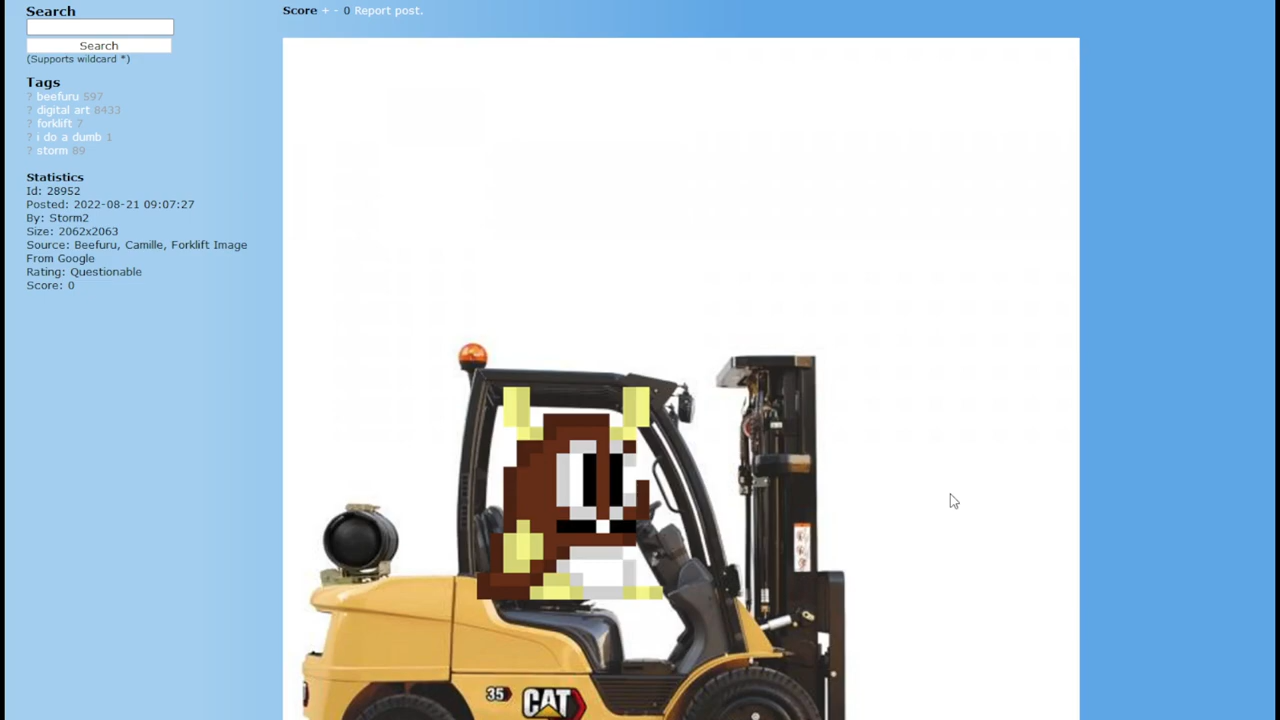 Search
Search
(Supports wildcard *)
Tags
? beefuru 597
? digital art 8433
? forklift 7
? i do a dumb 1
? storm 89
Statistics
Id: 28952
Posted: 2022-08-21 09:07:27
By: Storm2
Size: 2062x2063
Source: Beefuru, Camille, Forklift Image
From Google
Rating: Questionable
Score: 0
Score + - 0 Report post.
35
CAT